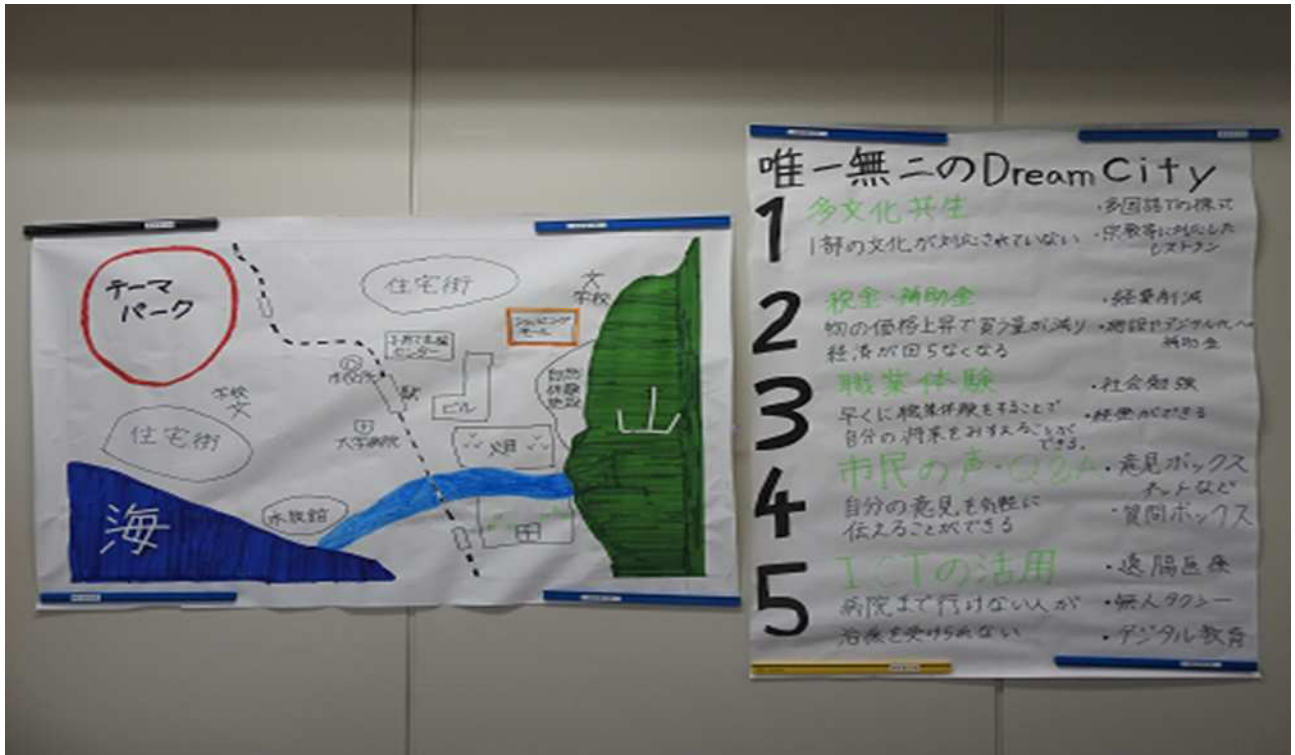 テーマ
パーク
住宅街
文
学校
ショッピング
モール
子育て支援
センター
市役所
駅
ビル
自然
体験
施設
山
学校
文
住宅街
大学病院
畑
海
水族館
田
唯一無二のDream City
1 多文化共生
1部の文化が対応されていない
・多国語での
・宗教等に対応した
レストラン
2 税金・補助金
物の価格上昇で買う量が減り
経済が回らなくなる
・経費削減
・施設やデジタル化へ
補助金
3 職業体験
早くに職業体験をすることで
自分の将来をみすえることが
できる。
・社会勉強
・経営ができる
4 市民の声・Q&A
自分の意見を気軽に
伝えることができる
・意見ボックス
ネットなど
・質問ボックス
5 ICTの活用
病院まで行けない人が
治療を受けられない
・遠隔医療
・無人タクシー
・デジタル教育